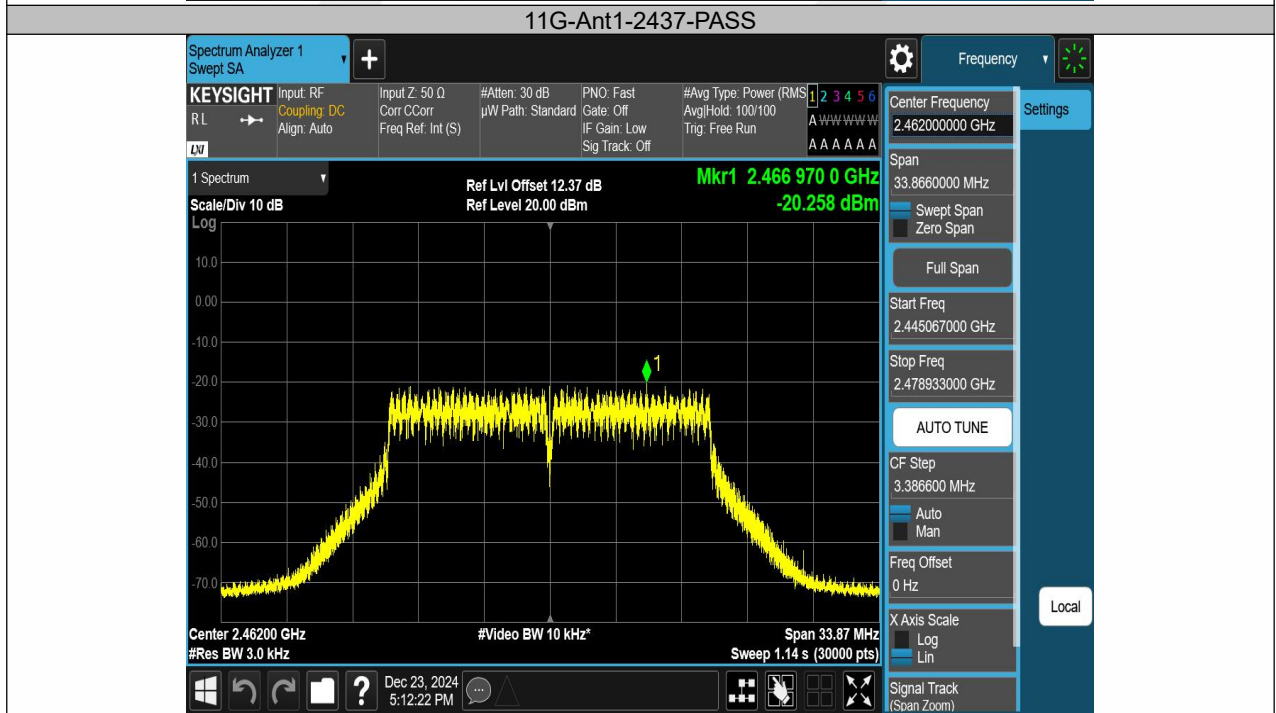 11G-Ant1-2437-PASS
Spectrum Analyzer 1
Swept SA
+
Frequency
KEYSIGHT
RL
LXI
Input: RF
Coupling: DC
Align: Auto
Input Z: 50 Ω
Corr CCorr
Freq Ref: Int (S)
#Atten: 30 dB
µW Path: Standard
PNO: Fast
Gate: Off
IF Gain: Low
Sig Track: Off
#Avg Type: Power (RMS
Avg|Hold: 100/100
Trig: Free Run
1 2 3 4 5 6
A W W W W W
A A A A A A
1 Spectrum
Scale/Div 10 dB
Log
Ref Lvl Offset 12.37 dB
Ref Level 20.00 dBm
Mkr1 2.466 970 0 GHz
-20.258 dBm
10.0
0.00
-10.0
-20.0
-30.0
-40.0
-50.0
-60.0
-70.0
1
Center 2.46200 GHz
#Res BW 3.0 kHz
#Video BW 10 kHz*
Span 33.87 MHz
Sweep 1.14 s (30000 pts)
Center Frequency
2.462000000 GHz
Settings
Span
33.8660000 MHz
Swept Span
Zero Span
Full Span
Start Freq
2.445067000 GHz
Stop Freq
2.478933000 GHz
AUTO TUNE
CF Step
3.386600 MHz
Auto
Man
Freq Offset
0 Hz
Local
X Axis Scale
Log
Lin
Signal Track
(Span Zoom)
?
Dec 23, 2024
5:12:22 PM